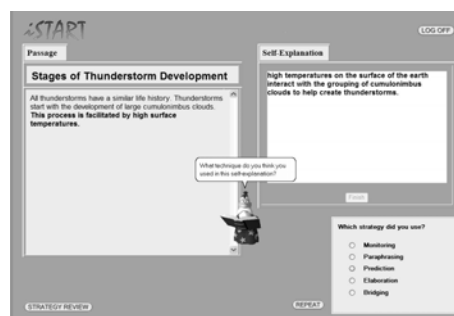 iSTART
LOG OFF
Passage
Stages of Thunderstorm Development
All thunderstorms have a similar life history. Thunderstorms
start with the development of large cumulonimbus clouds.
This process is facilitated by high surface
temperatures.
Self-Explanation
high temperatures on the surface of the earth
interact with the grouping of cumulonimbus
clouds to help create thunderstorms.
What technique do you think you
used in this self-explanation?
Finish
Which strategy did you use?
Monitoring
Paraphrasing
Prediction
Elaboration
Bridging
STRATEGY REVIEW
REPEAT